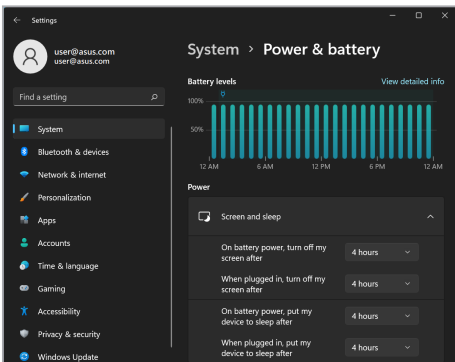 Settings
user@asus.com
user@asus.com
Find a setting
System
Bluetooth & devices
Network & internet
Personalization
Apps
Accounts
Time & language
Gaming
Accessibility
Privacy & security
Windows Update
System > Power & battery
Battery levels
View detailed info
100%
50%
12 AM 6 AM 12 PM 6 PM 12 AM
Power
Screen and sleep
On battery power, turn off my
screen after
4 hours
When plugged in, turn off my
screen after
4 hours
On battery power, put my
device to sleep after
4 hours
When plugged in, put my
device to sleep after
4 hours